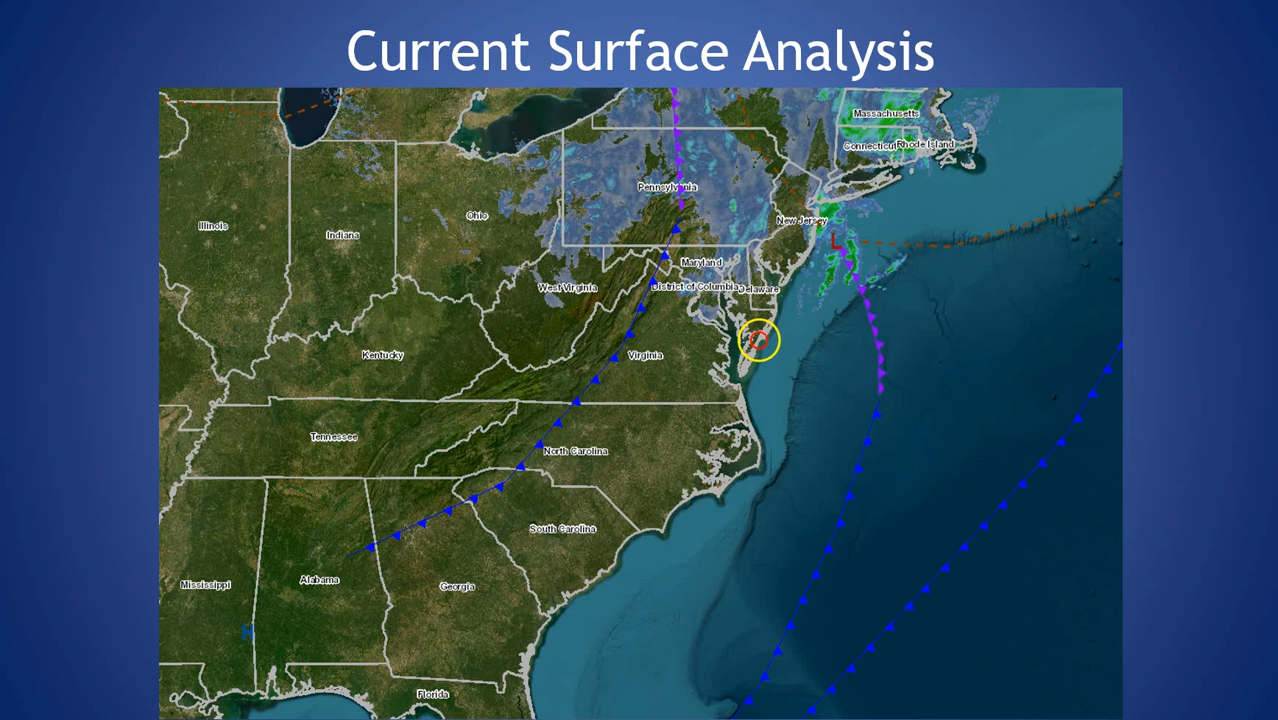 Current Surface Analysis
Massachusetts
Connecticut
Rhode Island
Pennsylvania
Ohio
New Jersey
Illinois
Indiana
L
Maryland
District of Columbia
Delaware
West Virginia
Kentucky
Virginia
Tennessee
North Carolina
South Carolina
Mississippi
Alabama
Georgia
H
Florida